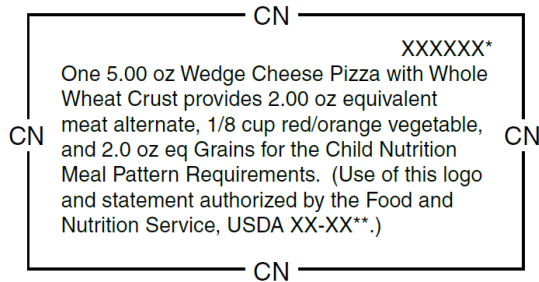 CN
XXXXXX*
One 5.00 oz Wedge Cheese Pizza with Whole
Wheat Crust provides 2.00 oz equivalent
meat alternate, 1/8 cup red/orange vegetable,
CN CN
and 2.0 oz eq Grains for the Child Nutrition
Meal Pattern Requirements. (Use of this logo
and statement authorized by the Food and
Nutrition Service, USDA XX-XX**.)
CN